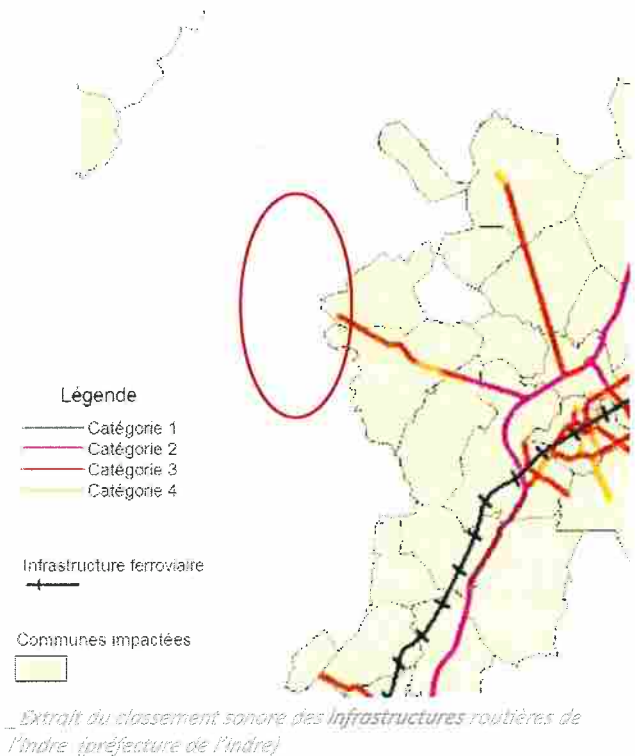 Légende
Catégorie 1
Catégorie 2
Catégorie 3
Catégorie 4
Infrastructure ferroviaire
Communes impactées
_ Extrait du classement sonore des infrastructures routières de
l'Indre (préfecture de l'Indre)